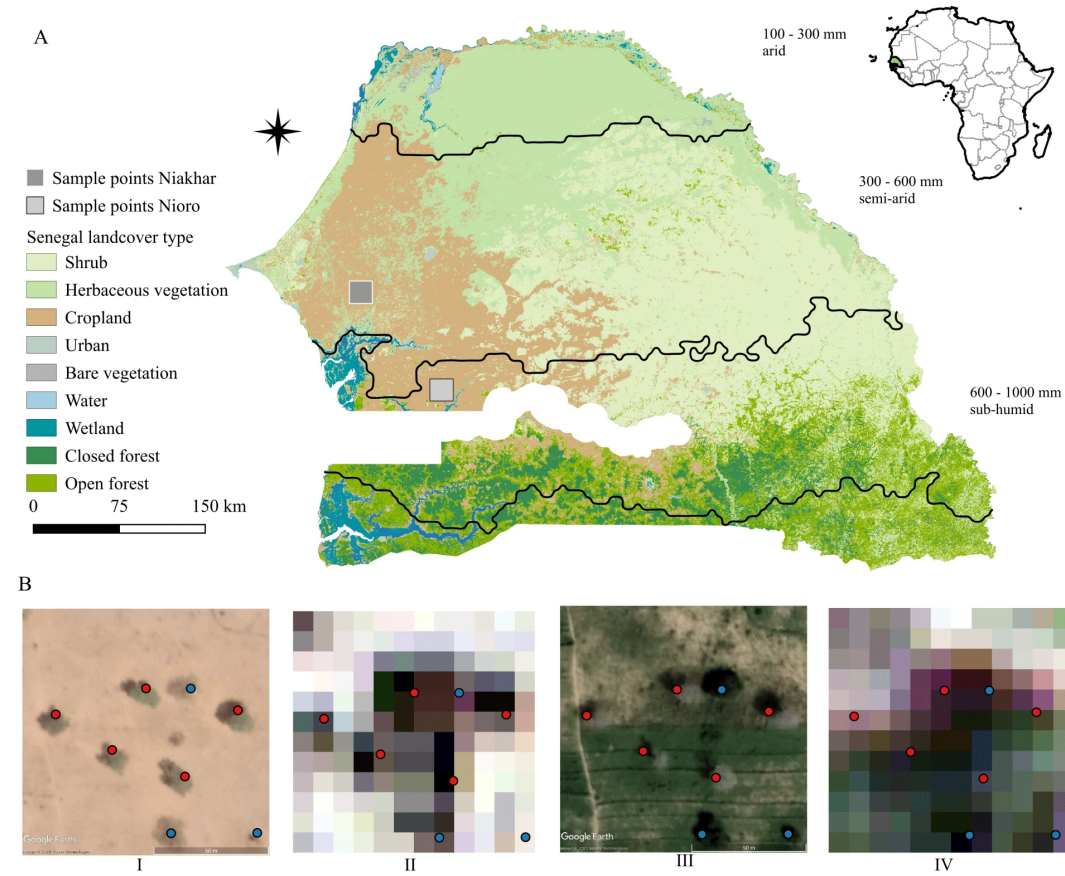 A
100 - 300 mm
arid
300 - 600 mm
semi-arid
Sample points Niakhar
Sample points Nioro
Senegal landcover type
Shrub
Herbaceous vegetation
Cropland
Urban
Bare vegetation
Water
Wetland
Closed forest
Open forest
0 75 150 km
600 - 1000 mm
sub-humid
B
Google Earth
50 m
Google Earth
50 m
I
II
III
IV